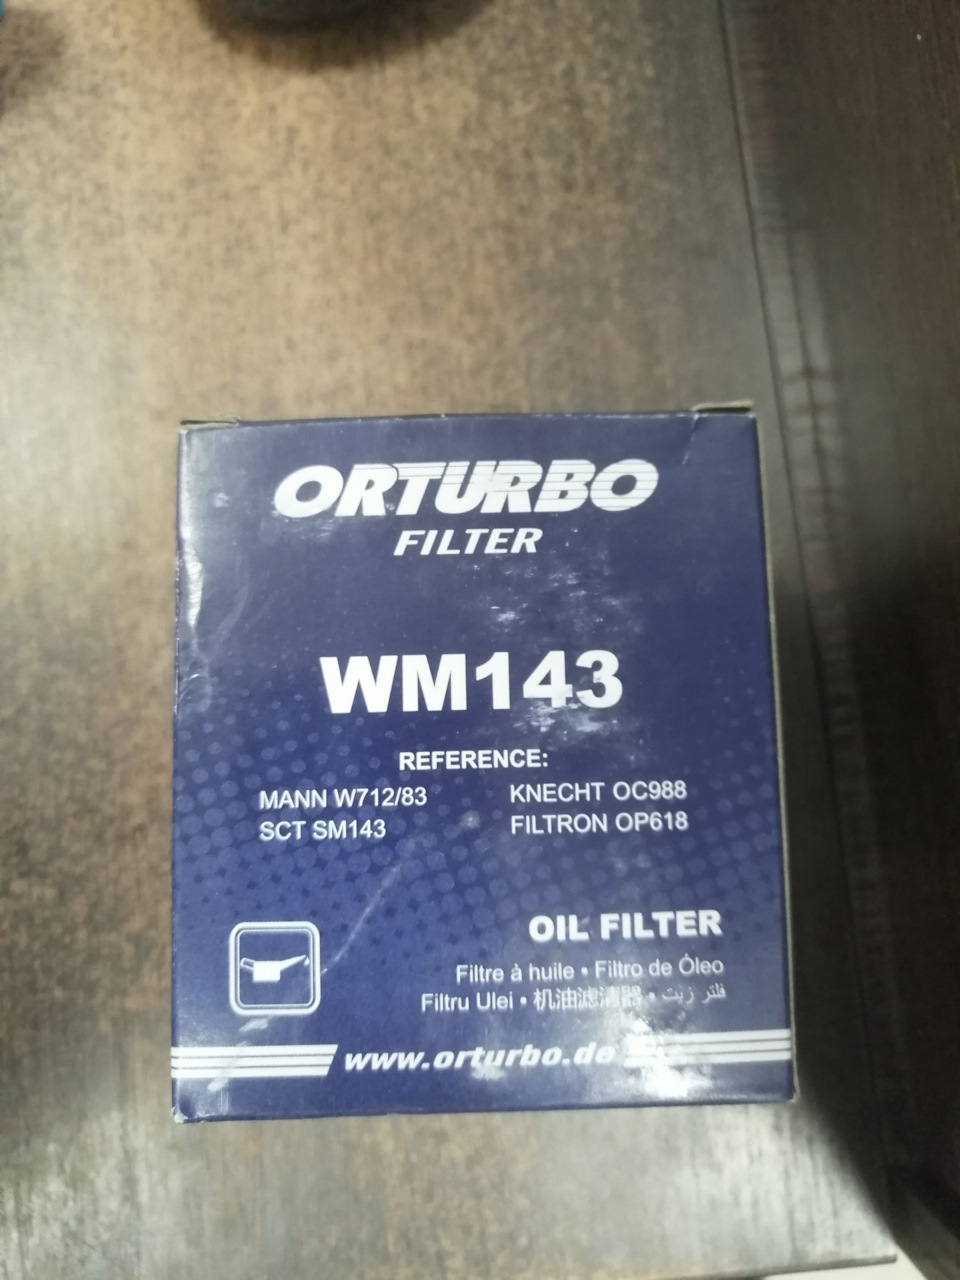 ORTURBO
FILTER
WM143
REFERENCE:
MANN W712/83 KNECHT OC988
SCT SM143 FILTRON OP618
OIL FILTER
Filtre à huile • Filtro de Óleo
Filtru Ulei • 机油滤清器 • فلتر زيت
www.orturbo.de